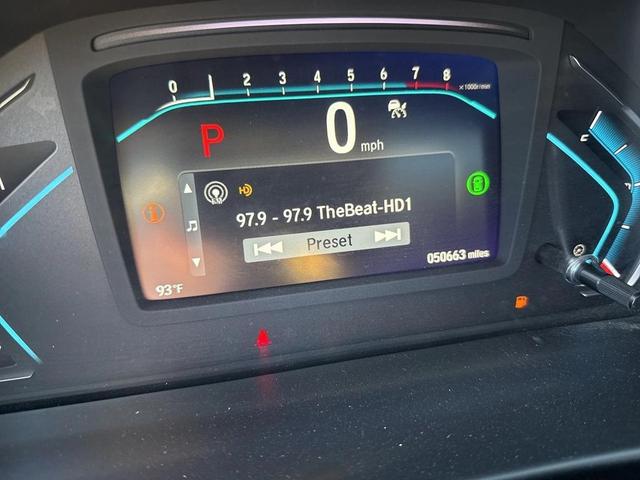 0 2 3 4 5 6 7 8 x1000r/min
P 0 mph
HD
97.9 - 97.9 TheBeat-HD1
Preset
050663 miles
93°F